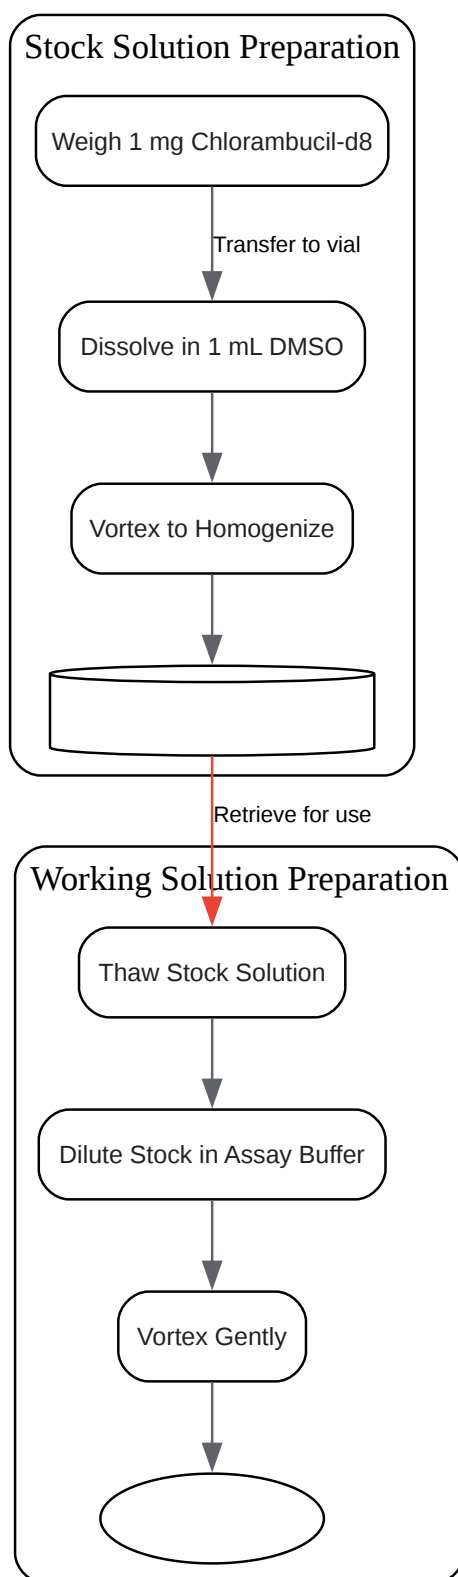 Stock Solution Preparation
Weigh 1 mg Chlorambucil-d8
Transfer to vial
Dissolve in 1 mL DMSO
Vortex to Homogenize
Retrieve for use
Working Solution Preparation
Thaw Stock Solution
Dilute Stock in Assay Buffer
Vortex Gently